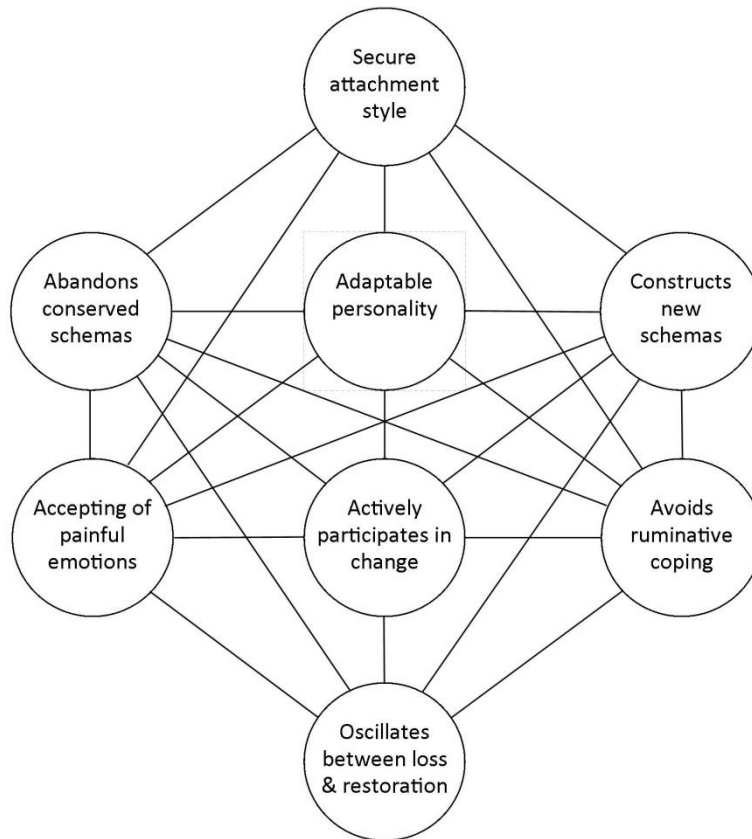 Secure
attachment
style
Abandons
conserved
schemas
Adaptable
personality
Constructs
new
schemas
Accepting of
painful
emotions
Actively
participates in
change
Avoids
ruminative
coping
Oscillates
between loss
& restoration